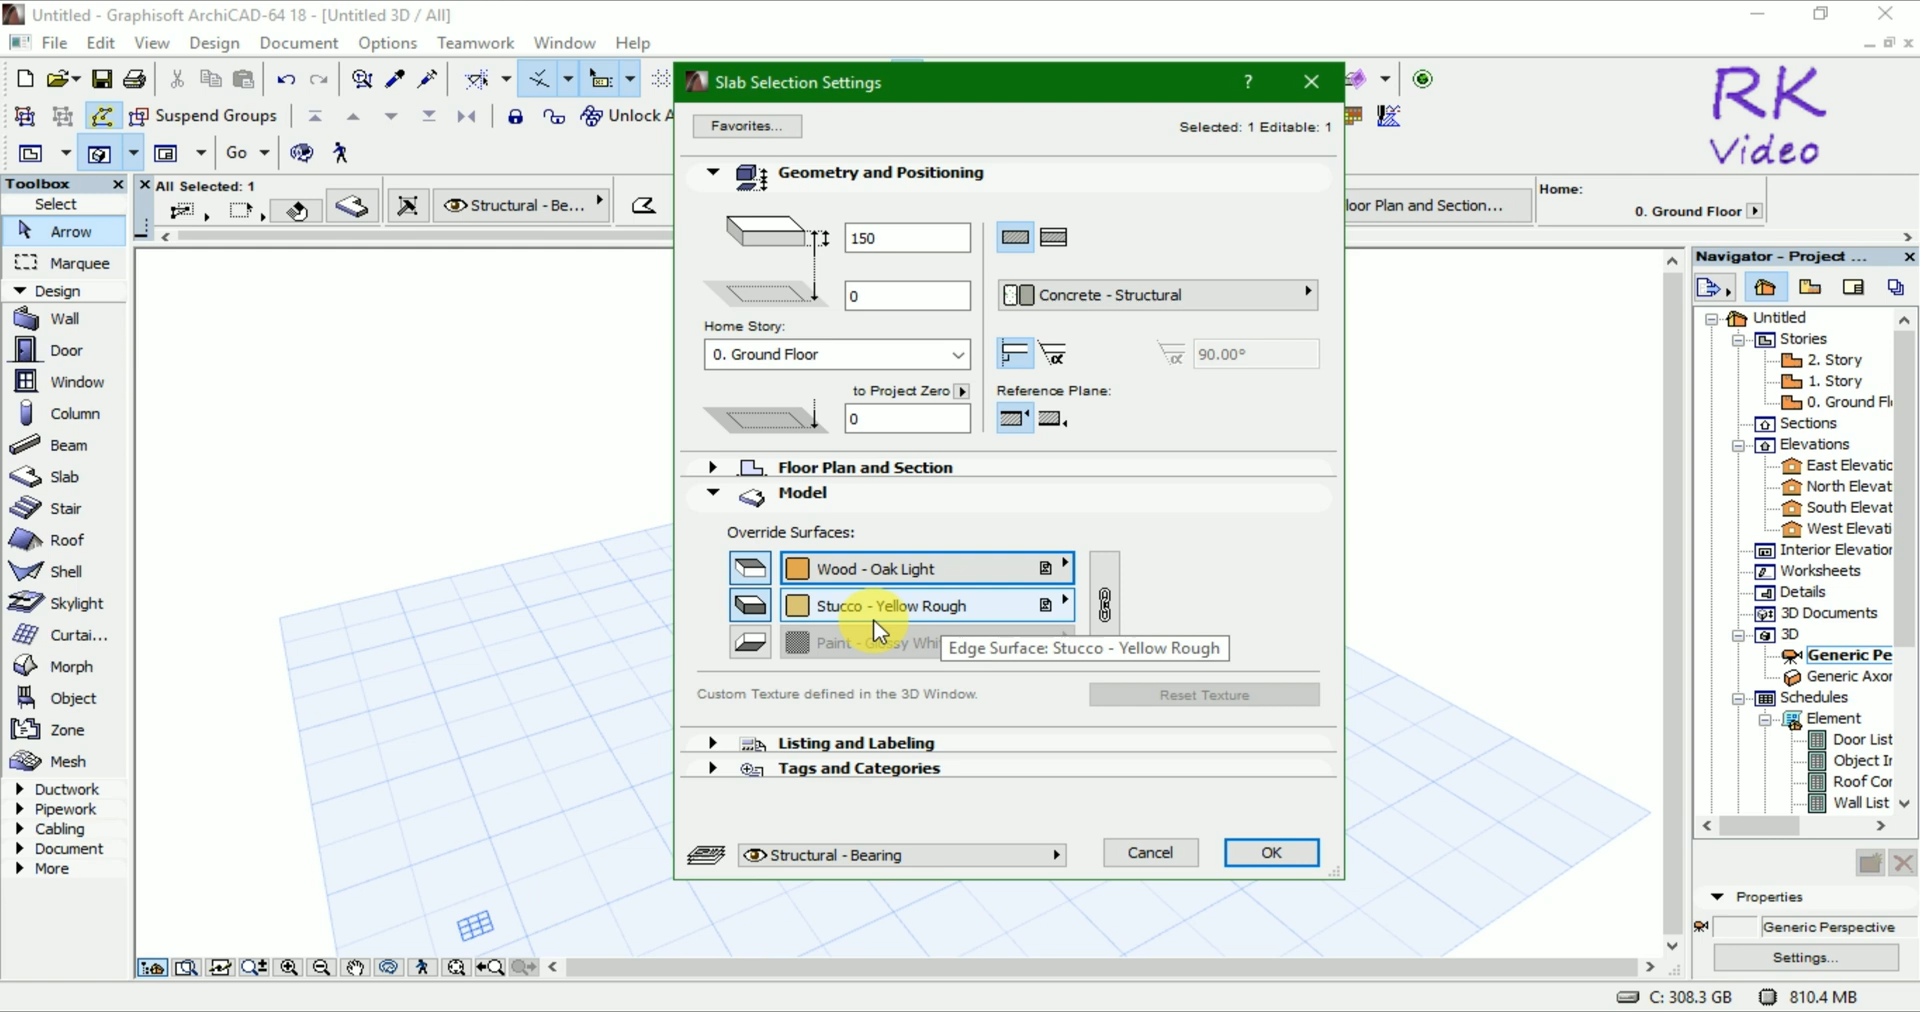 Untitled - Graphisoft ArchiCAD-64 18 - [Untitled 3D / All]
File Edit View Design Document Options Teamwork Window Help
Suspend Groups
Unlock A
Go
RK
Video
Toolbox
Select
Arrow
Marquee
Design
Wall
Door
Window
Column
Beam
Slab
Stair
Roof
Shell
Skylight
Curtai...
Morph
Object
Zone
Mesh
Ductwork
Pipework
Cabling
Document
More
All Selected: 1
Structural - Be...
loor Plan and Section...
Home:
0. Ground Floor
Slab Selection Settings
?
Favorites...
Selected: 1 Editable: 1
Geometry and Positioning
150
0
Concrete - Structural
Home Story:
0. Ground Floor
90.00°
to Project Zero
Reference Plane:
0
Floor Plan and Section
Model
Override Surfaces:
Wood - Oak Light
Stucco - Yellow Rough
Paint - Glossy Whi
Edge Surface: Stucco - Yellow Rough
Custom Texture defined in the 3D Window.
Reset Texture
Listing and Labeling
Tags and Categories
Structural - Bearing
Cancel
OK
Navigator - Project ...
Untitled
Stories
2. Story
1. Story
0. Ground Fl
Sections
Elevations
East Elevatic
North Elevat
South Elevat
West Elevati
Interior Elevation
Worksheets
Details
3D Documents
3D
Generic Pe
Generic Axor
Schedules
Element
Door List
Object Ir
Roof Cor
Wall List
Properties
Generic Perspective
Settings...
C: 308.3 GB
810.4 MB